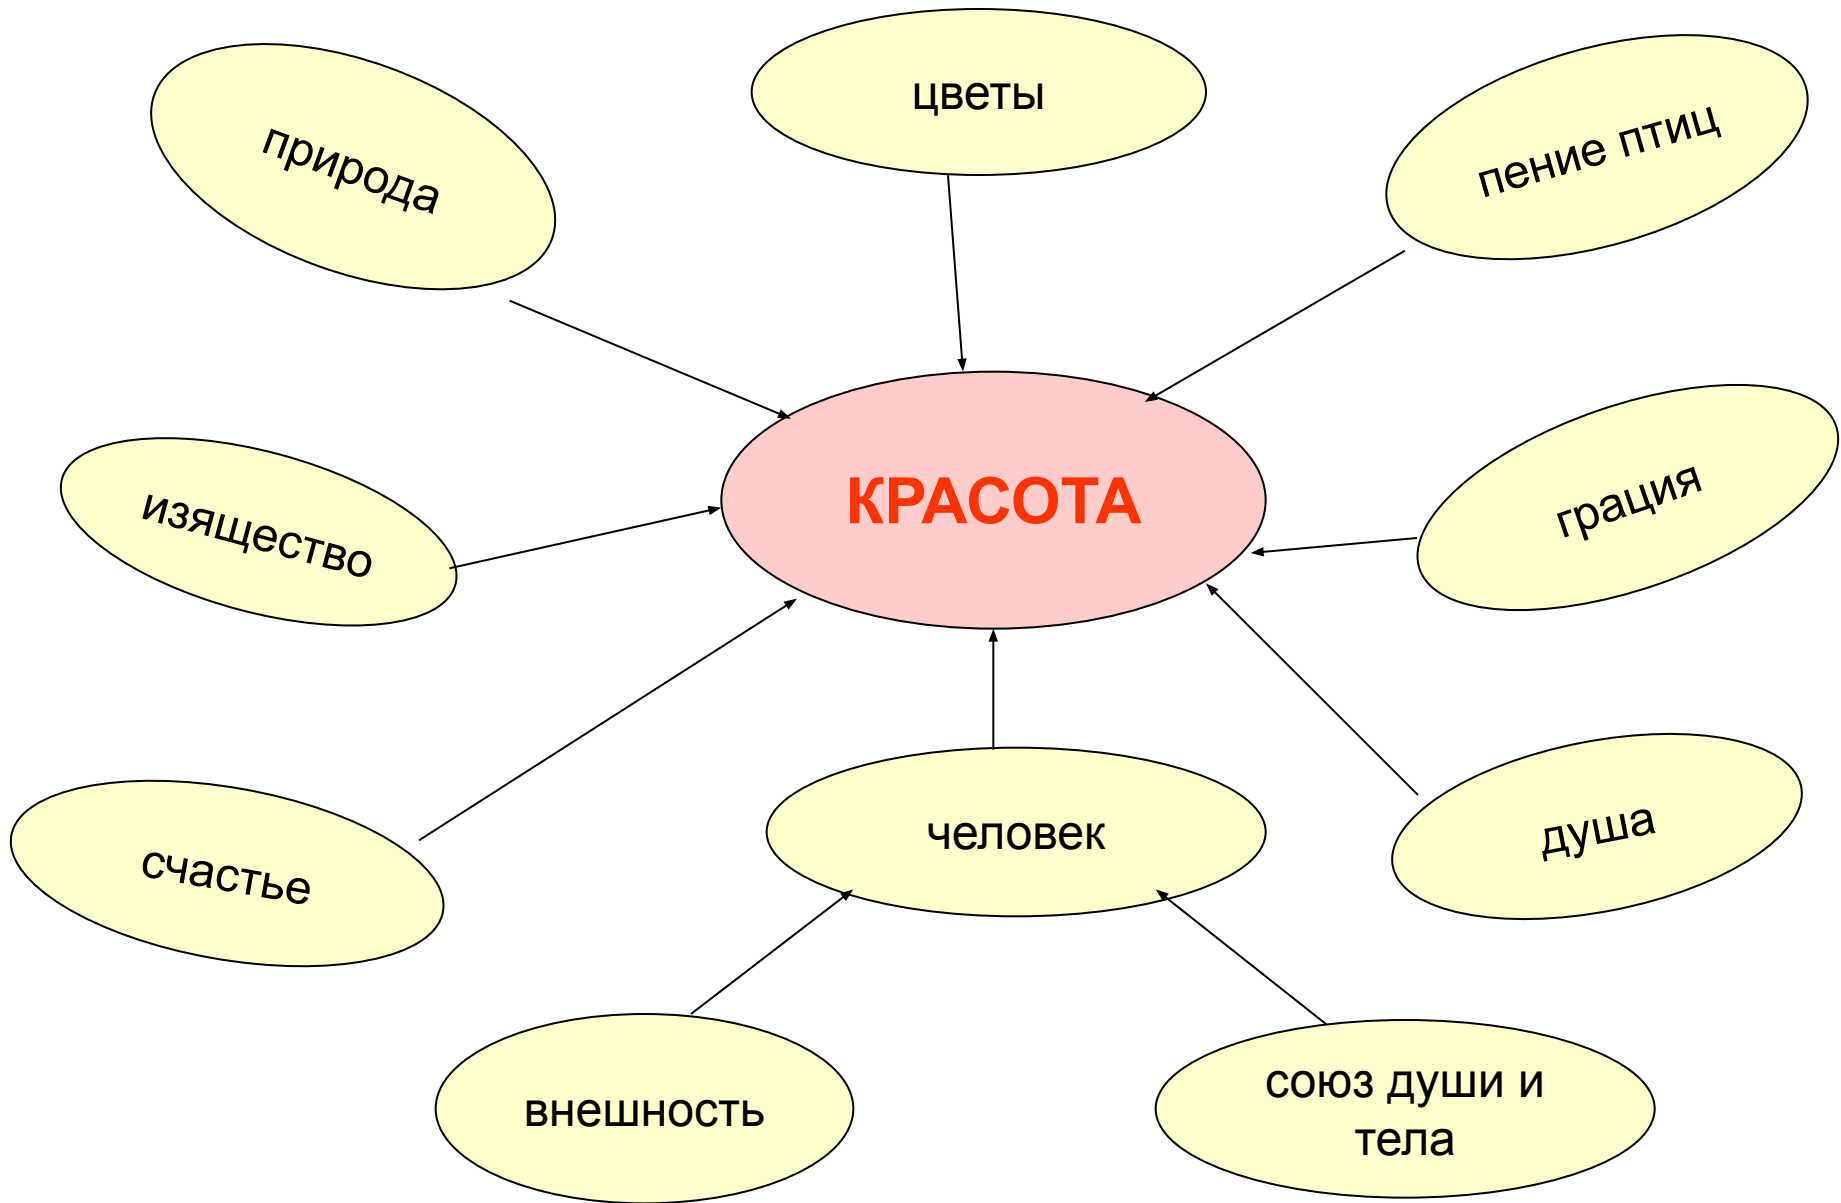 цветы
природа
пение птиц
КРАСОТА
грация
изящество
человек
душа
счастье
внешность
союз души и
тела